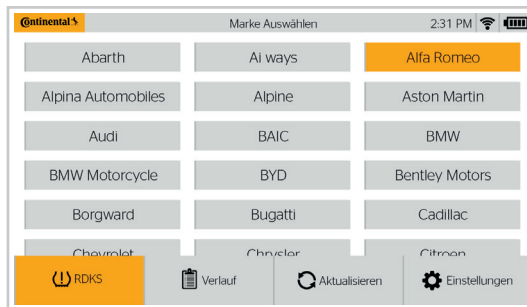 Continental Marke Auswählen 2:31 PM
Abarth Ai ways Alfa Romeo
Alpina Automobiles Alpine Aston Martin
Audi BAIC BMW
BMW Motorcycle BYD Bentley Motors
Borgward Bugatti Cadillac
Chevrolet Chrysler Citroen
RDKS Verlauf Aktualisieren Einstellungen